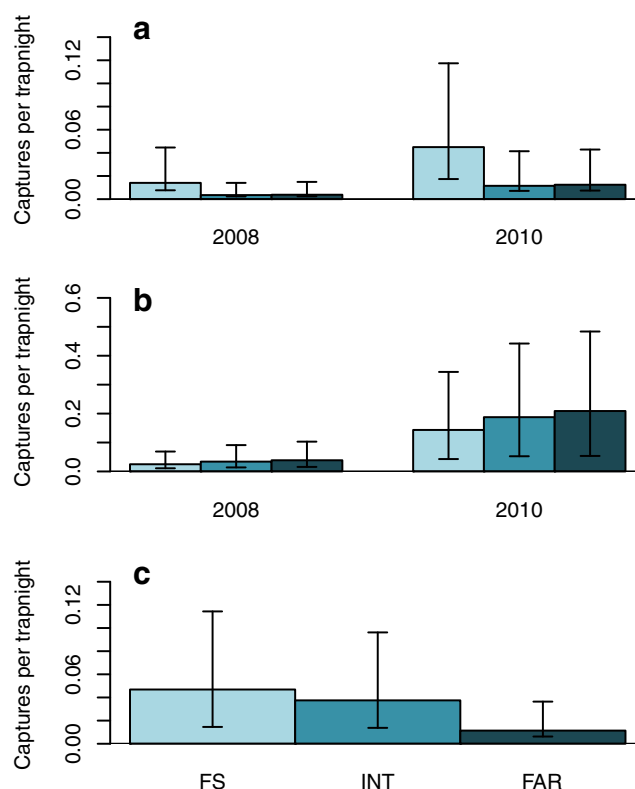 a
Captures per trapnight
0.00 0.06 0.12
2008 2010
b
Captures per trapnight
0.0 0.2 0.4 0.6
2008 2010
c
Captures per trapnight
0.00 0.06 0.12
FS INT FAR